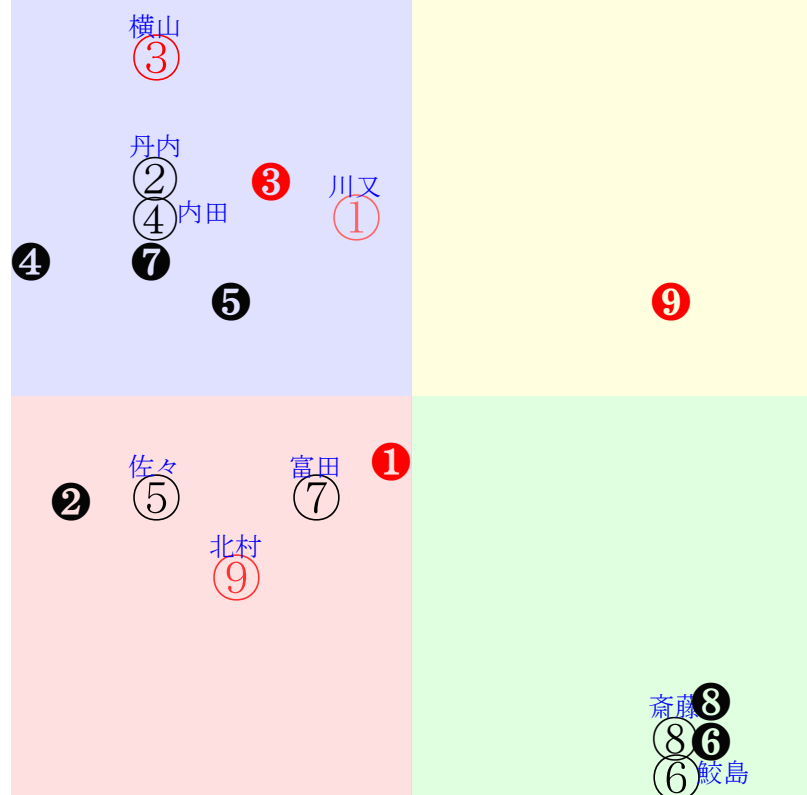 横山
③
丹内
②
❸
川又
①
④内田
❹
❼
❺
❾
佐々
富田
❶
❷
⑤
⑦
北村
⑨
斎藤
❽
⑧
❻
⑥
鮫島